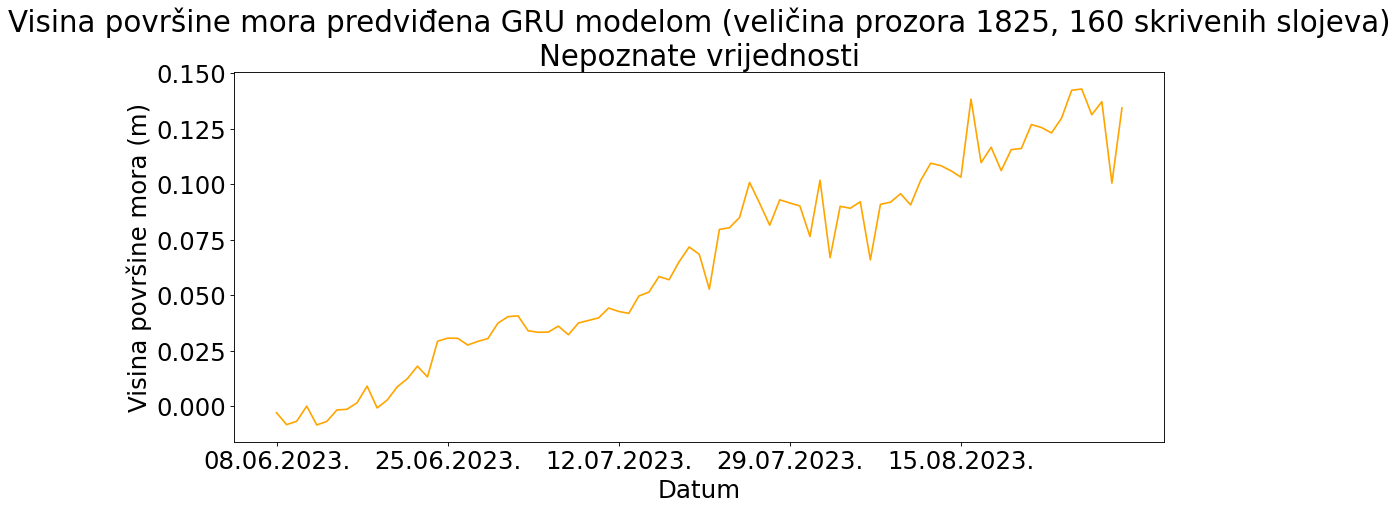 Visina površine mora predviđena GRU modelom (veličina prozora 1825, 160 skrivenih slojeva)
Nepoznate vrijednosti
Visina površine mora (m)
0.150
0.125
0.100
0.075
0.050
0.025
0.000
08.06.2023. 25.06.2023. 12.07.2023. 29.07.2023. 15.08.2023.
Datum